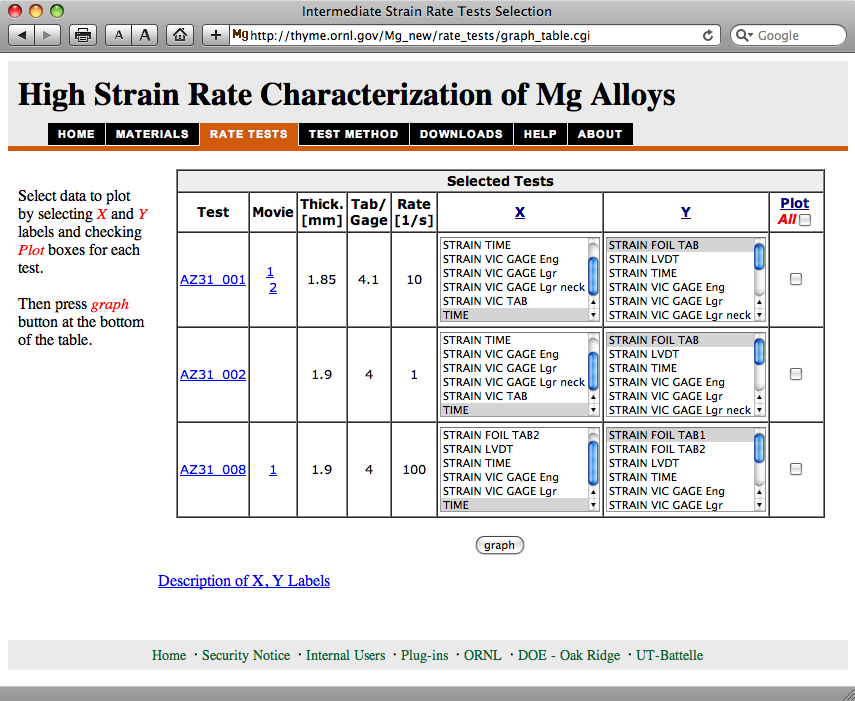 Intermediate Strain Rate Tests Selection
A A + Mg http://thyme.ornl.gov/Mg_new/rate_tests/graph_table.cgi Google
High Strain Rate Characterization of Mg Alloys
HOME MATERIALS RATE TESTS TEST METHOD DOWNLOADS HELP ABOUT
Select data to plot
by selecting X and Y
labels and checking
Plot boxes for each
test.
Then press graph
button at the bottom
of the table.
Selected Tests
Test Movie Thick. [mm] Tab/ Gage Rate [1/s] X Y Plot All
AZ31_001 1 2 1.85 4.1 10
STRAIN TIME
STRAIN VIC GAGE Eng
STRAIN VIC GAGE Lgr
STRAIN VIC GAGE Lgr neck
STRAIN VIC TAB
TIME
STRAIN FOIL TAB
STRAIN LVDT
STRAIN TIME
STRAIN VIC GAGE Eng
STRAIN VIC GAGE Lgr
STRAIN VIC GAGE Lgr neck
AZ31_002 1.9 4 1
STRAIN TIME
STRAIN VIC GAGE Eng
STRAIN VIC GAGE Lgr
STRAIN VIC GAGE Lgr neck
STRAIN VIC TAB
TIME
STRAIN FOIL TAB
STRAIN LVDT
STRAIN TIME
STRAIN VIC GAGE Eng
STRAIN VIC GAGE Lgr
STRAIN VIC GAGE Lgr neck
AZ31_008 1 1.9 4 100
STRAIN FOIL TAB2
STRAIN LVDT
STRAIN TIME
STRAIN VIC GAGE Eng
STRAIN VIC GAGE Lgr
TIME
STRAIN FOIL TAB1
STRAIN FOIL TAB2
STRAIN LVDT
STRAIN TIME
STRAIN VIC GAGE Eng
STRAIN VIC GAGE Lgr
graph
Description of X, Y Labels
Home · Security Notice · Internal Users · Plug-ins · ORNL · DOE - Oak Ridge · UT-Battelle